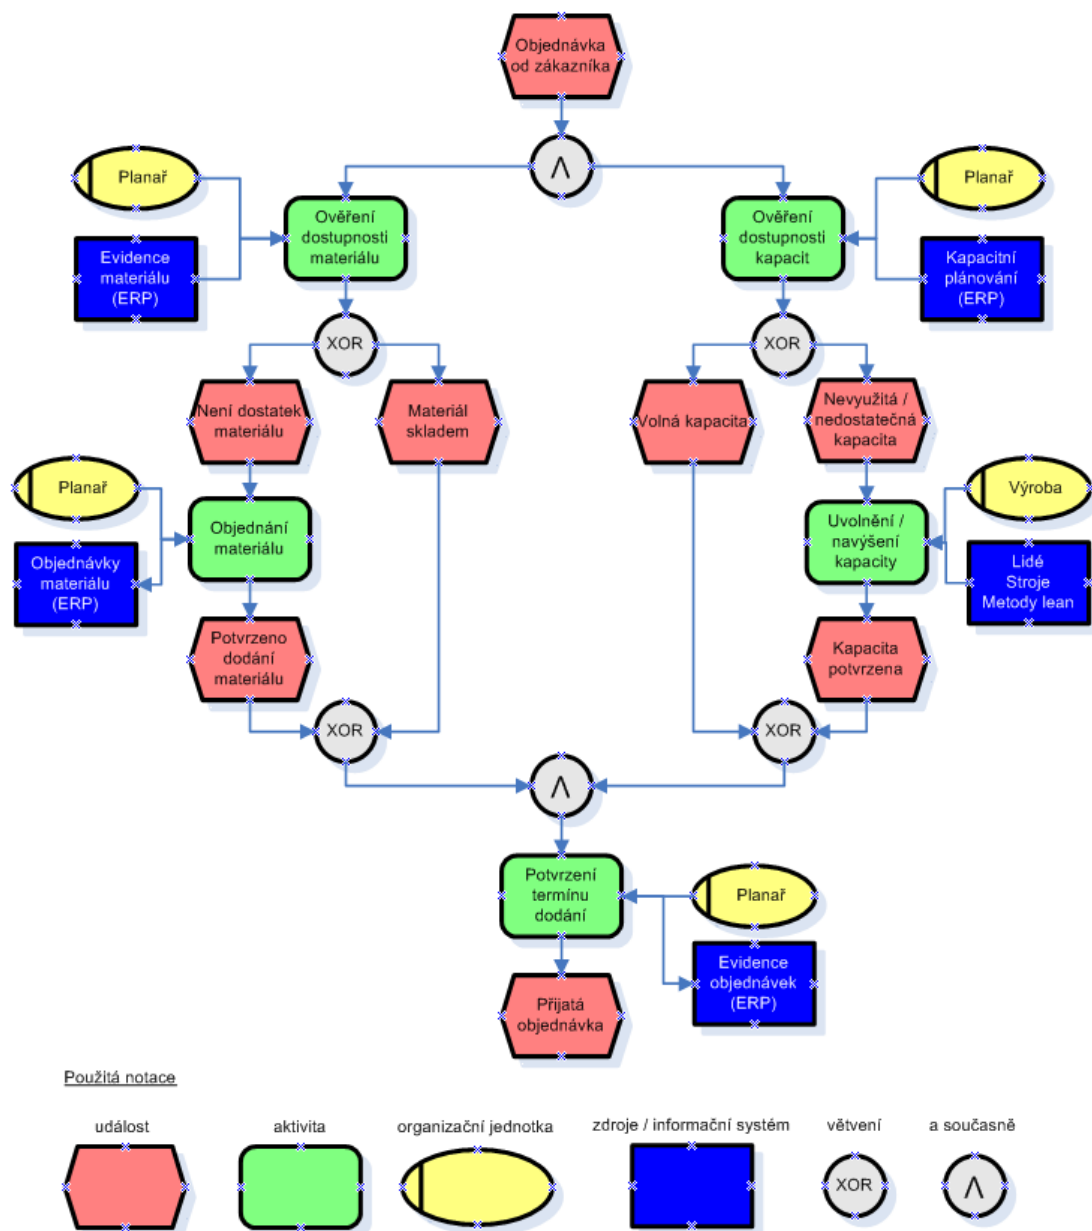 Objednávka
od zákazníka
Λ
Planař
Planař
Ověření
dostupnosti
materiálu
Ověření
dostupnosti
kapacit
Evidence
materiálu
(ERP)
Kapacitní
plánování
(ERP)
XOR
XOR
Není dostatek
materiálu
Materiál
skladem
Volná kapacita
Nevyužitá /
nedostatečná
kapacita
Planař
Objednání
materiálu
Uvolnění /
navýšení
kapacity
Výroba
Objednávky
materiálu
(ERP)
Lidé
Stroje
Metody lean
Potvrzeno
dodání
materiálu
Kapacita
potvrzena
XOR
XOR
Λ
Potvrzení
termínu
dodání
Planař
Evidence
objednávek
(ERP)
Přijatá
objednávka
Použitá notace
událost
aktivita
organizační jednotka
zdroje / informační systém
větvení
a současně
XOR
Λ